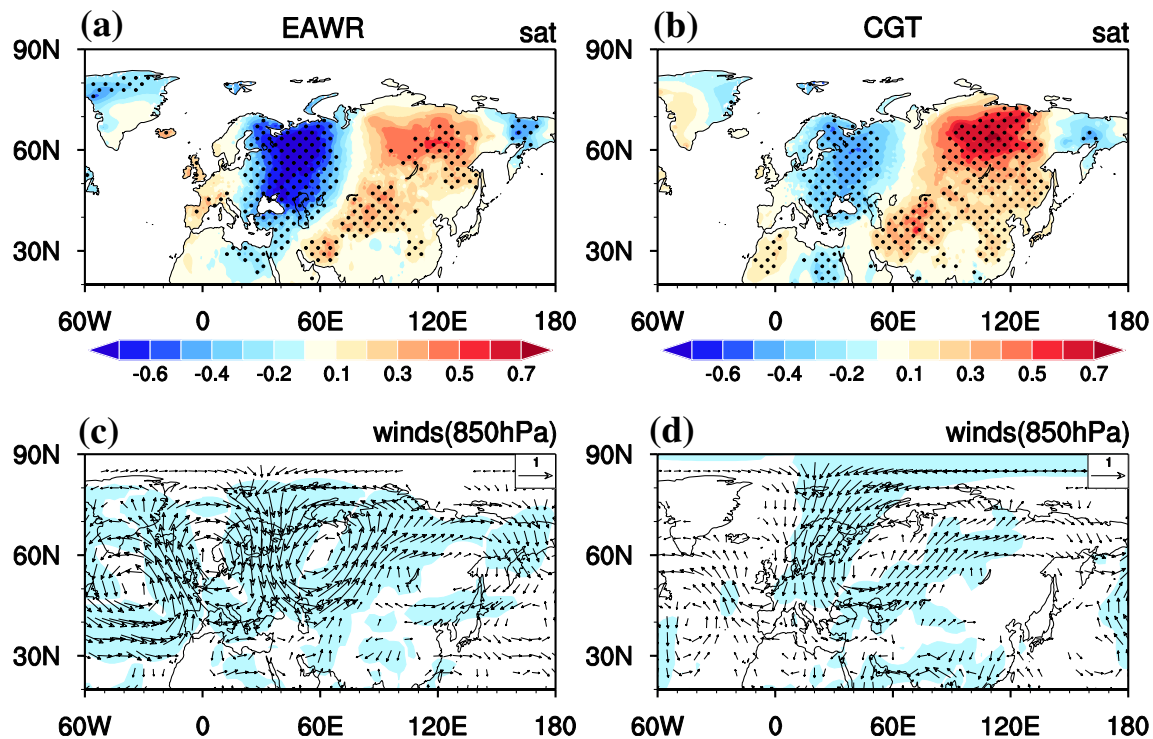 (a) EAWR sat
(b) CGT sat
90N
60N
30N
60W 0 60E 120E 180
-0.6 -0.4 -0.2 0.1 0.3 0.5 0.7
90N
60N
30N
60W 0 60E 120E 180
-0.6 -0.4 -0.2 0.1 0.3 0.5 0.7
(c) winds(850hPa)
(d) winds(850hPa)
90N
60N
30N
1
60W 0 60E 120E 180
90N
60N
30N
1
60W 0 60E 120E 180